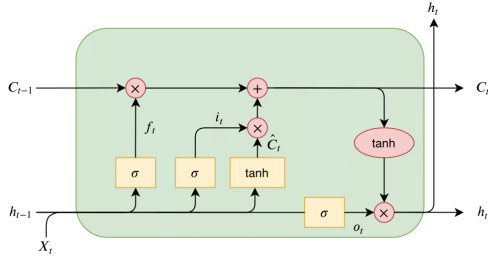 h_t
C_{t-1}
×
+
C_t
f_t
i_t
×
Ĉ_t
tanh
σ
σ
tanh
h_{t-1}
σ
o_t
×
h_t
X_t